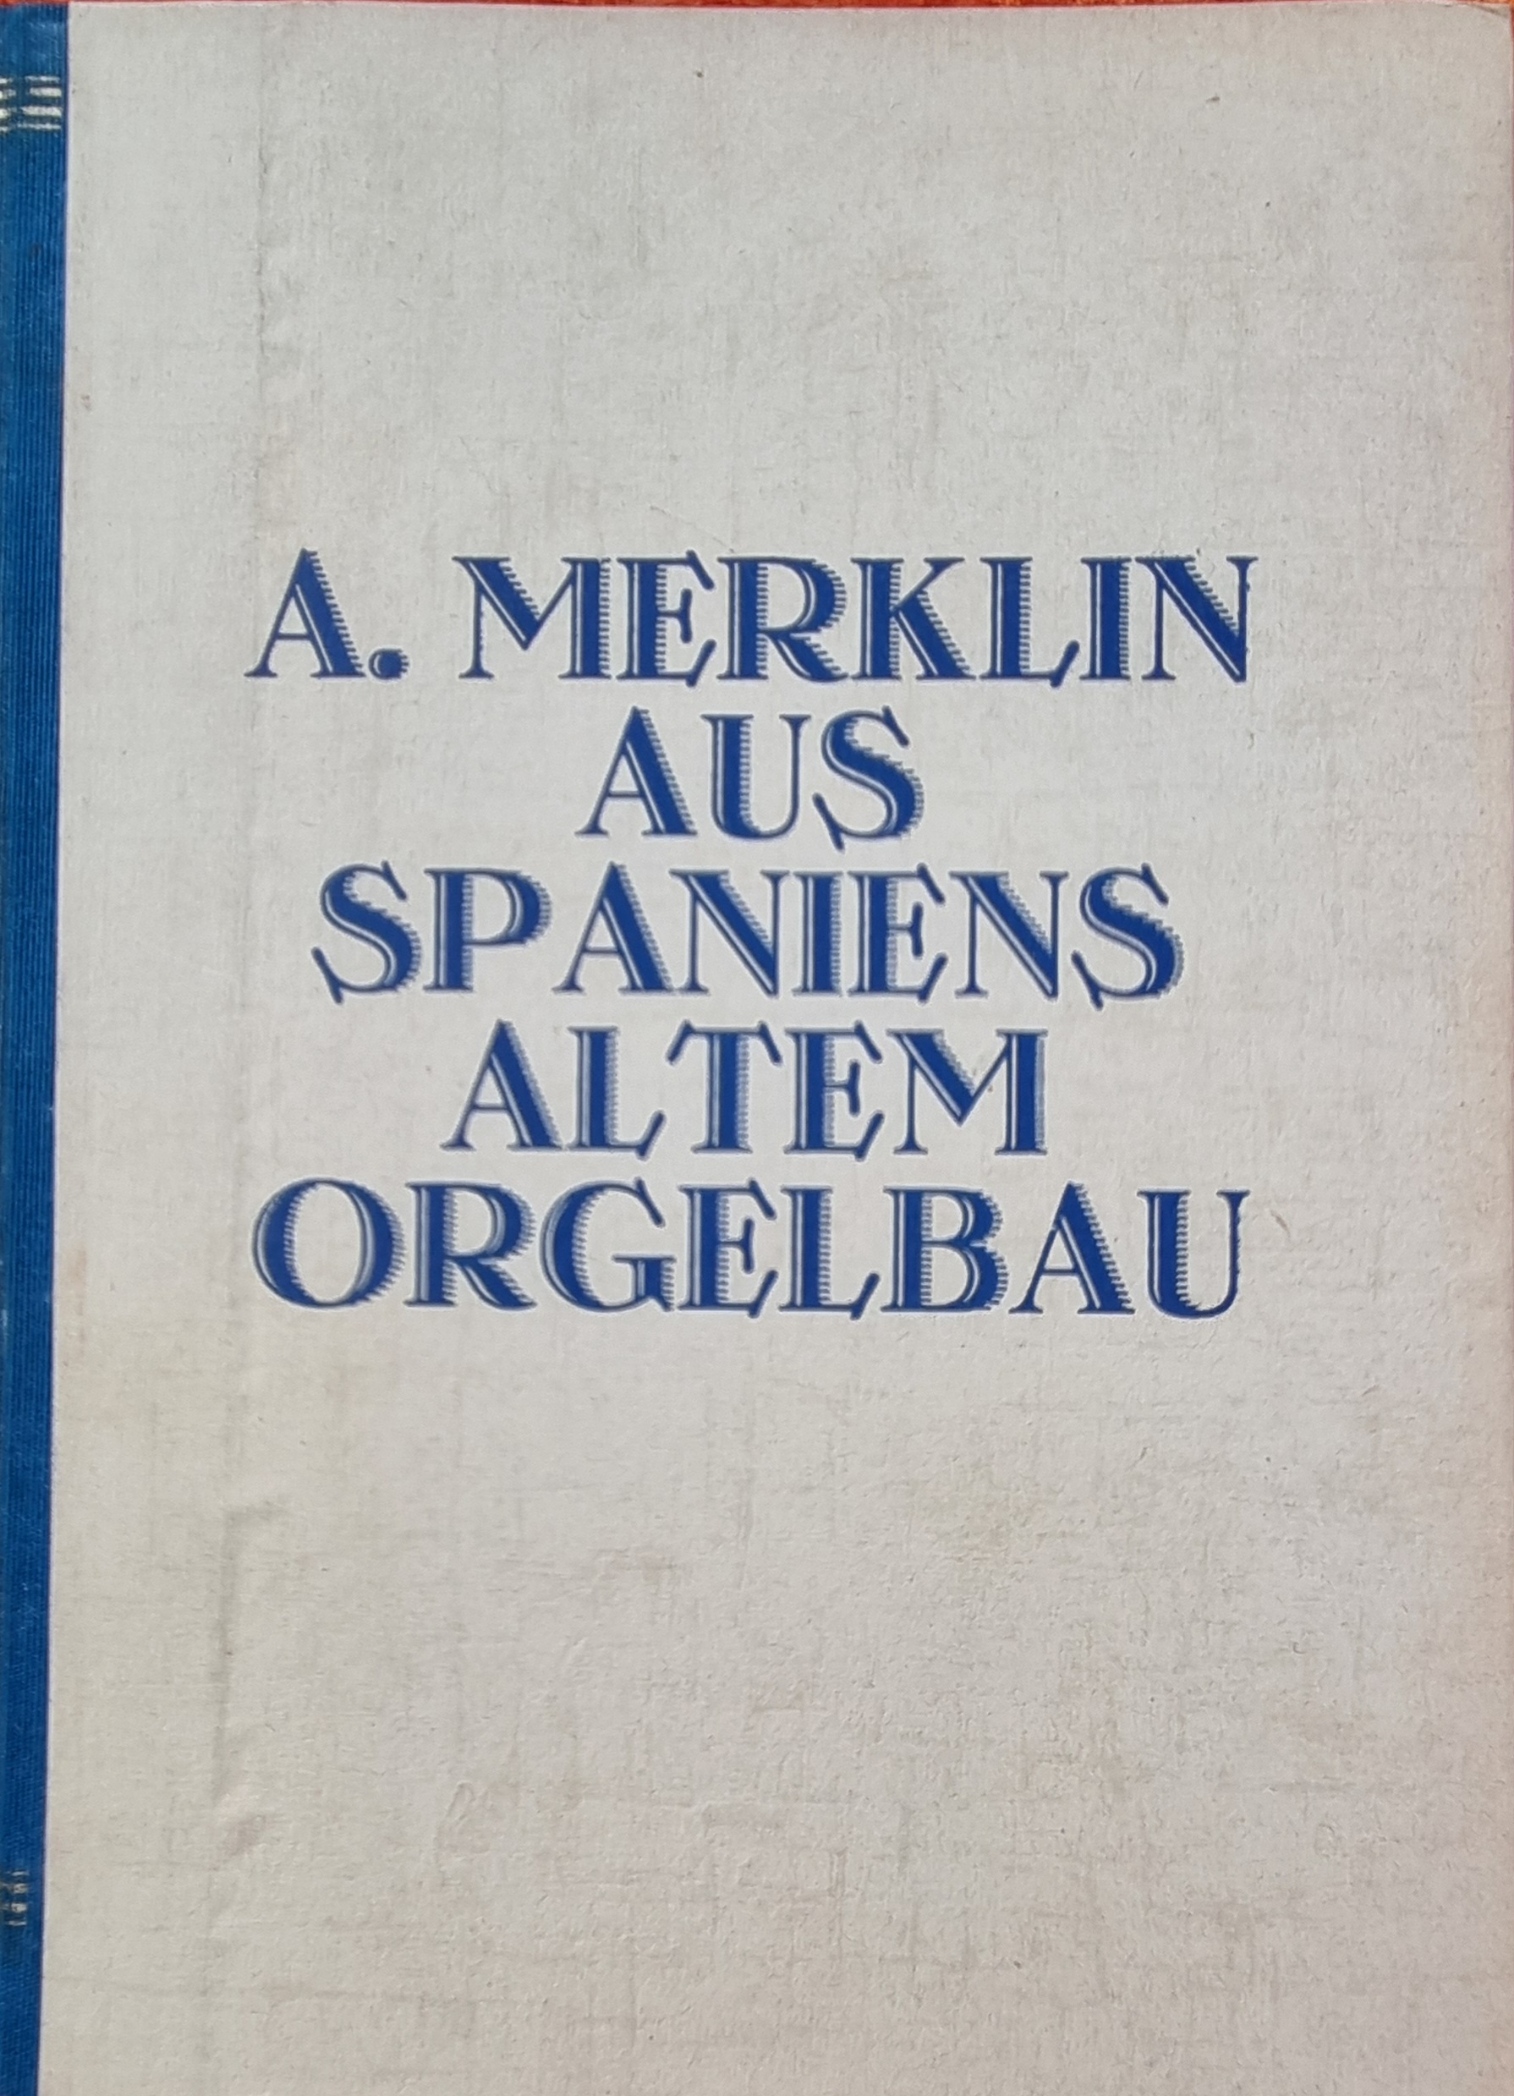 A. MERKLIN
AUS
SPANIENS
ALTEM
ORGELBAU